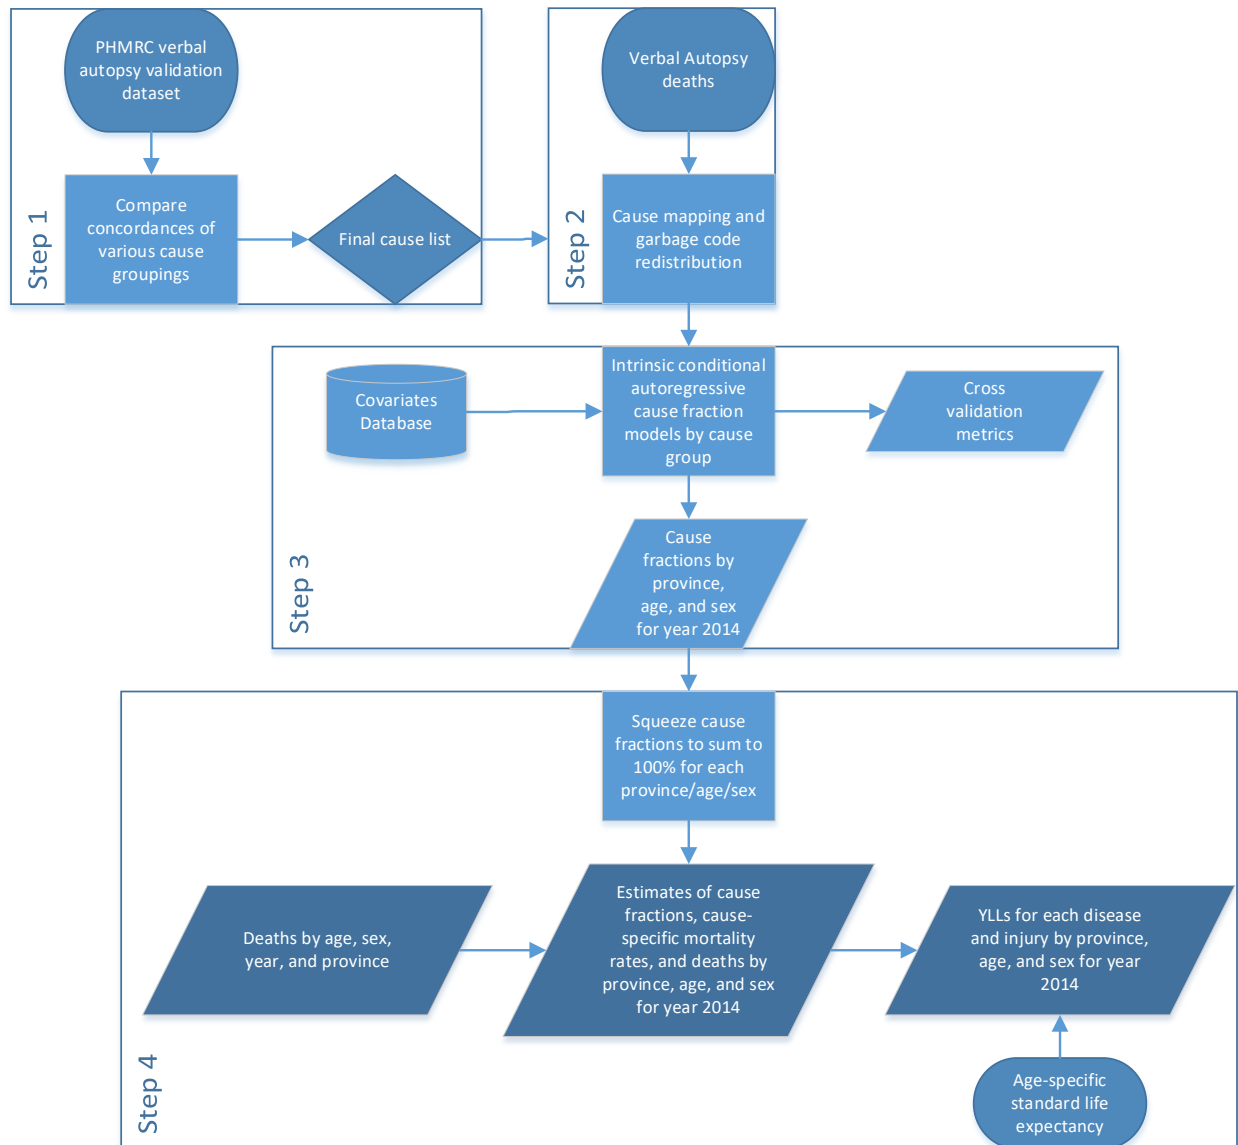 PHMRC verbal
autopsy validation
dataset
Compare
concordances of
various cause
groupings
Final cause list
Step 1
Verbal Autopsy
deaths
Cause mapping and
garbage code
redistribution
Step 2
Covariates
Database
Intrinsic conditional
autoregressive
cause fraction
models by cause
group
Cross
validation
metrics
Cause
fractions by
province,
age, and sex
for year 2014
Step 3
Squeeze cause
fractions to sum to
100% for each
province/age/sex
Deaths by age, sex,
year, and province
Estimates of cause
fractions, cause-
specific mortality
rates, and deaths by
province, age, and sex
for year 2014
YLLs for each disease
and injury by province,
age, and sex for year
2014
Age-specific
standard life
expectancy
Step 4